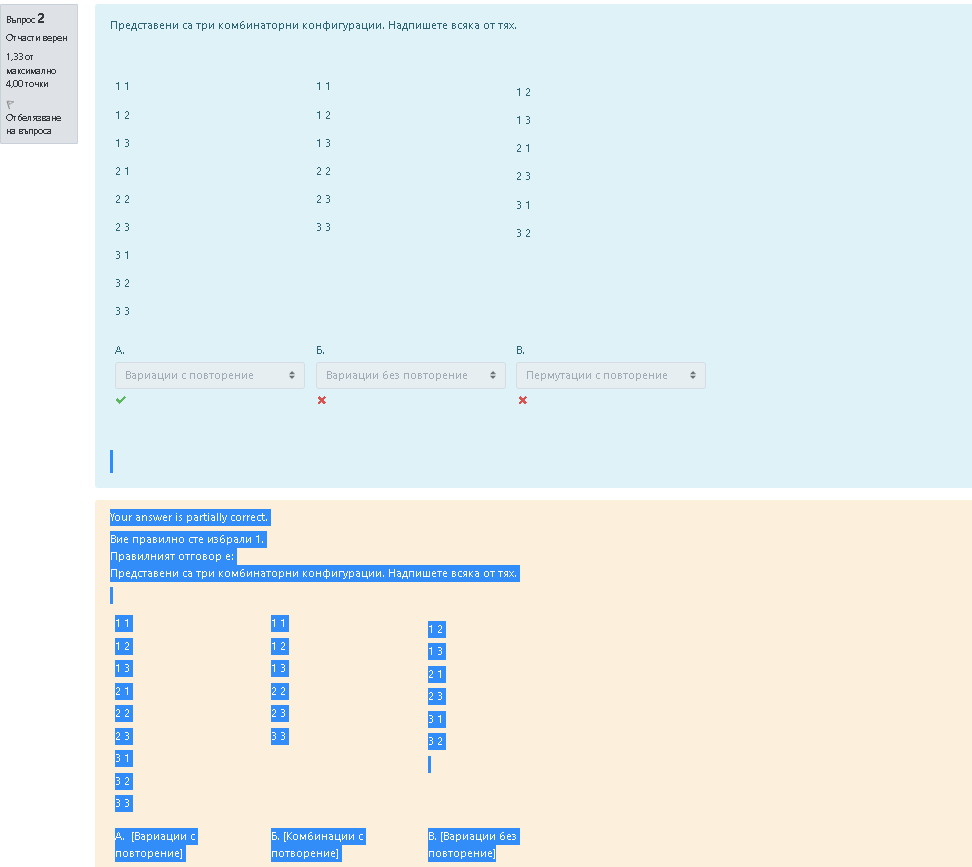 Въпрос 2
Отчасти верен
1,33 от
максимално
4,00 точки
Отбелязване
на въпроса
Представени са три комбинаторни конфигурации. Надпишете всяка от тях.
1 1
1 2
1 3
2 1
2 2
2 3
3 1
3 2
3 3
1 1
1 2
1 3
2 2
2 3
3 3
1 2
1 3
2 1
2 3
3 1
3 2
А.
Вариации с повторение
Б.
Вариации без повторение
В.
Пермутации с повторение
Your answer is partially correct.
Вие правилно сте избрали 1.
Правилният отговор е:
Представени са три комбинаторни конфигурации. Надпишете всяка от тях.
1 1
1 2
1 3
2 1
2 2
2 3
3 1
3 2
3 3
1 1
1 2
1 3
2 2
2 3
3 3
1 2
1 3
2 1
2 3
3 1
3 2
А. [Вариации с
повторение]
Б. [Комбинации с
потворение]
В. [Вариации без
повторение]